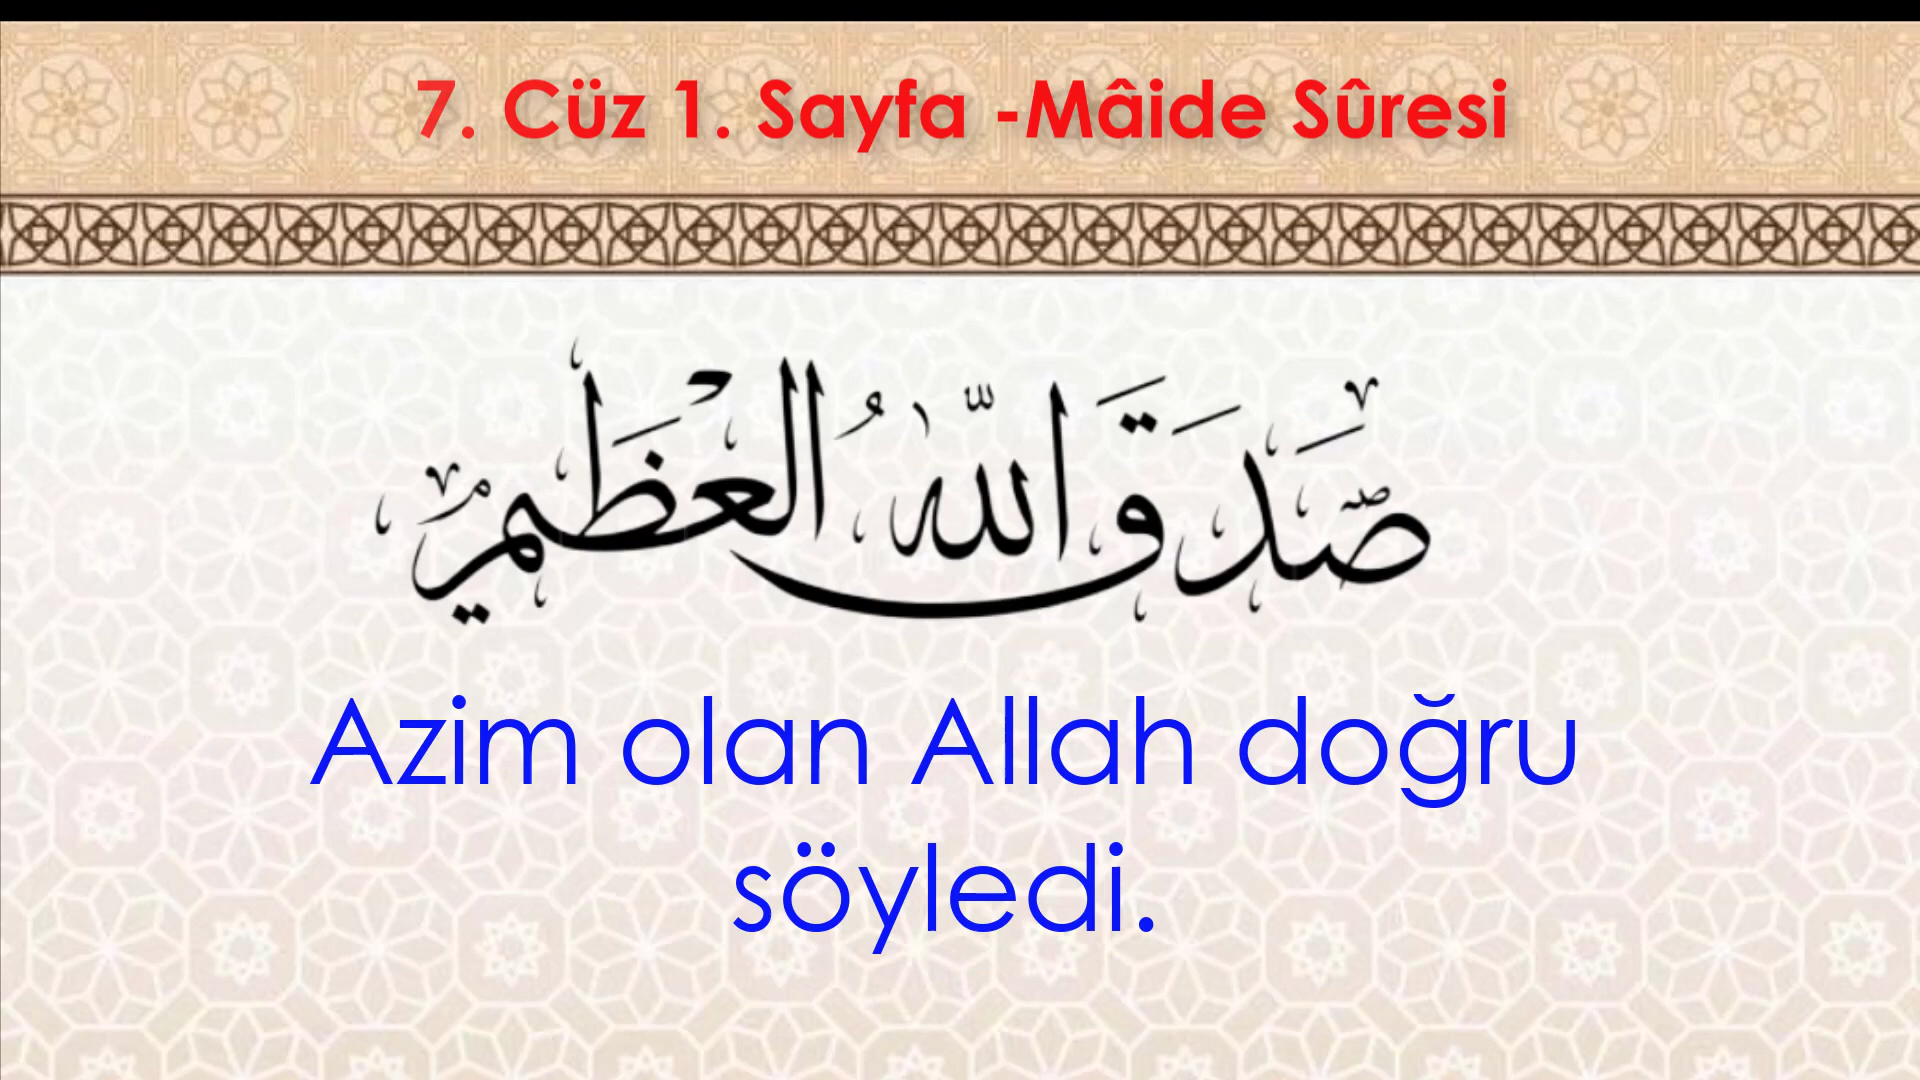 7. Cüz 1. Sayfa -Mâide Sûresi
صَدَقَ اللّٰهُ الْعَظِيمُ
Azim olan Allah doğru
söyledi.